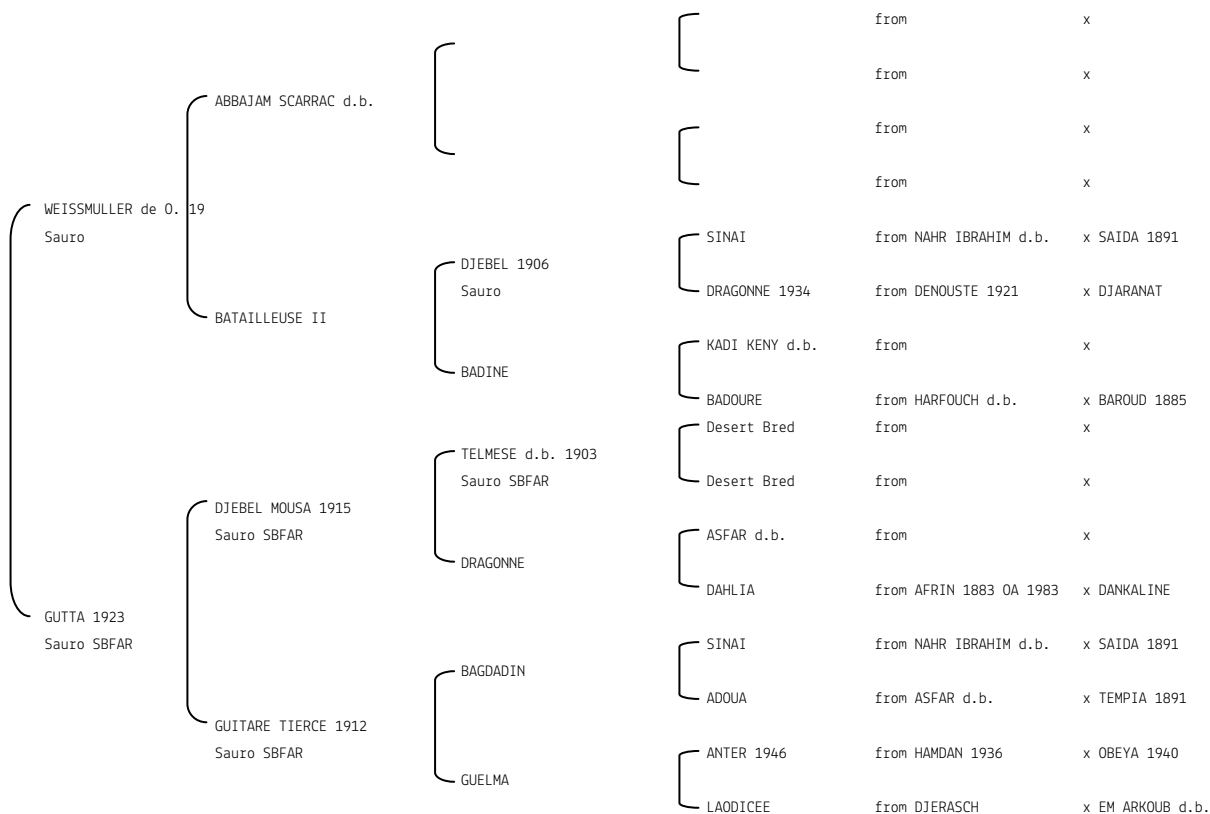 from x
from x
ABBAJAM SCARRAC d.b.
from x
from x
WEISSMULLER de O. 19
Sauro
SINAI from NAHR IBRAHIM d.b. x SAIDA 1891
DJEBEL 1906
Sauro
DRAGONNE 1934 from DENOUSTE 1921 x DJARANAT
BATAILLEUSE II
KADI KENY d.b. from x
BADINE
BADOURE from HARFOUCH d.b. x BAROUD 1885
Desert Bred from x
TELMESE d.b. 1903
Sauro SBFAR
Desert Bred from x
DJEBEL MOUSA 1915
Sauro SBFAR
ASFAR d.b. from x
DRAGONNE
DAHLIA from AFRIN 1883 OA 1983 x DANKALINE
GUTTA 1923
Sauro SBFAR
SINAI from NAHR IBRAHIM d.b. x SAIDA 1891
BAGDADIN
ADOUA from ASFAR d.b. x TEMPIA 1891
GUITARE TIERCE 1912
Sauro SBFAR
ANTER 1946 from HAMDAN 1936 x OBEYA 1940
GUELMA
LAODICEE from DJERASCH x EM ARKOUB d.b.